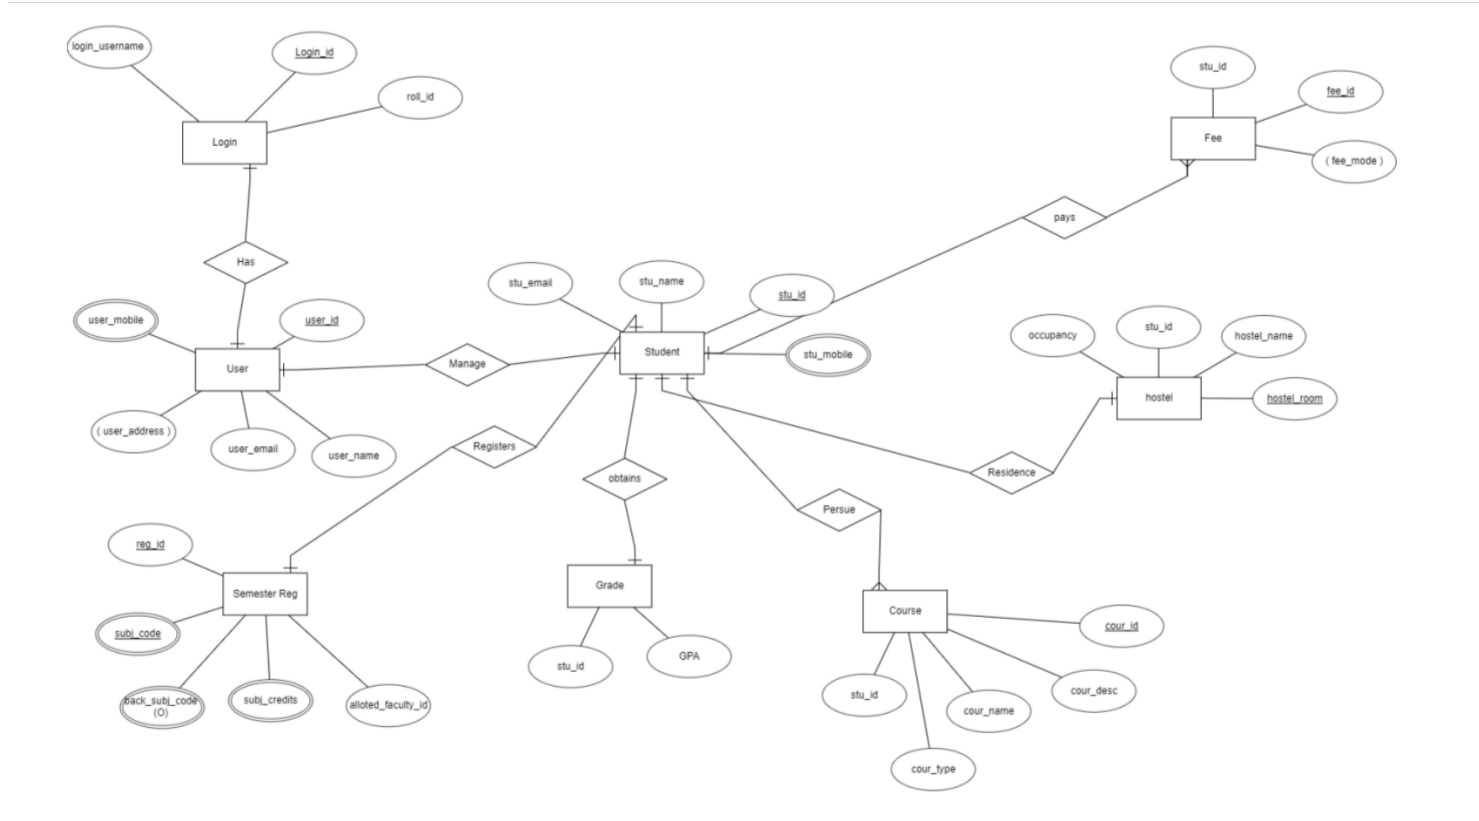 login_username
Login_id
roll_id
Login
Has
user_mobile
user_id
User
( user_address )
user_email
user_name
Manage
stu_email
stu_name
stu_id
stu_mobile
Student
stu_id
fee_id
( fee_mode )
Fee
pays
occupancy
stu_id
hostel_name
hostel_room
hostel
Residence
Registers
obtains
Persue
reg_id
Semester Reg
subj_code
back_subj_code
(O)
subj_credits
alloted_faculty_id
Grade
stu_id
GPA
Course
cour_id
cour_desc
stu_id
cour_name
cour_type